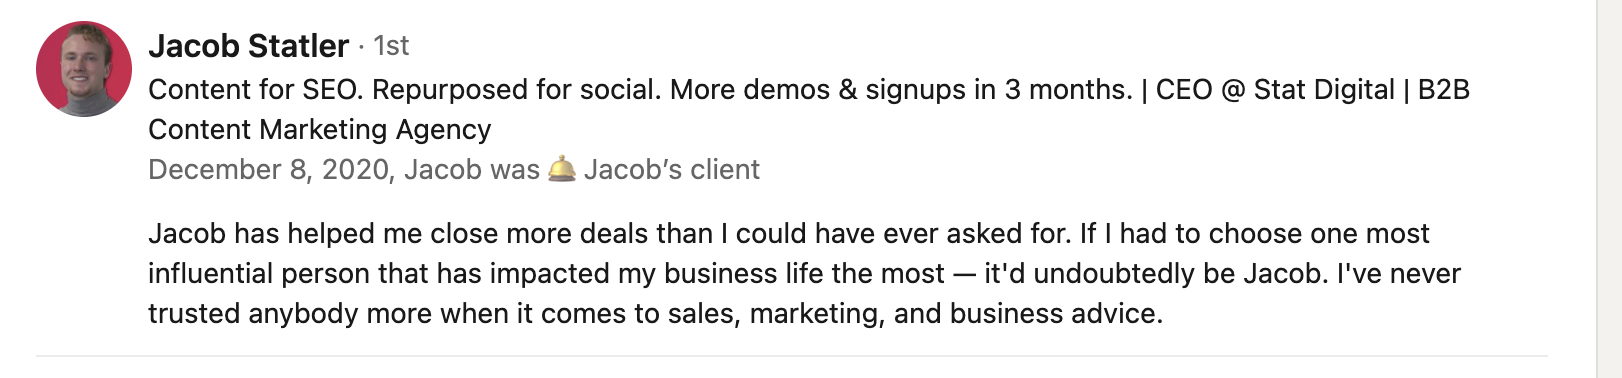 Jacob Statler · 1st
Content for SEO. Repurposed for social. More demos & signups in 3 months. | CEO @ Stat Digital | B2B
Content Marketing Agency
December 8, 2020, Jacob was 🛎️ Jacob’s client
Jacob has helped me close more deals than I could have ever asked for. If I had to choose one most
influential person that has impacted my business life the most — it'd undoubtedly be Jacob. I've never
trusted anybody more when it comes to sales, marketing, and business advice.